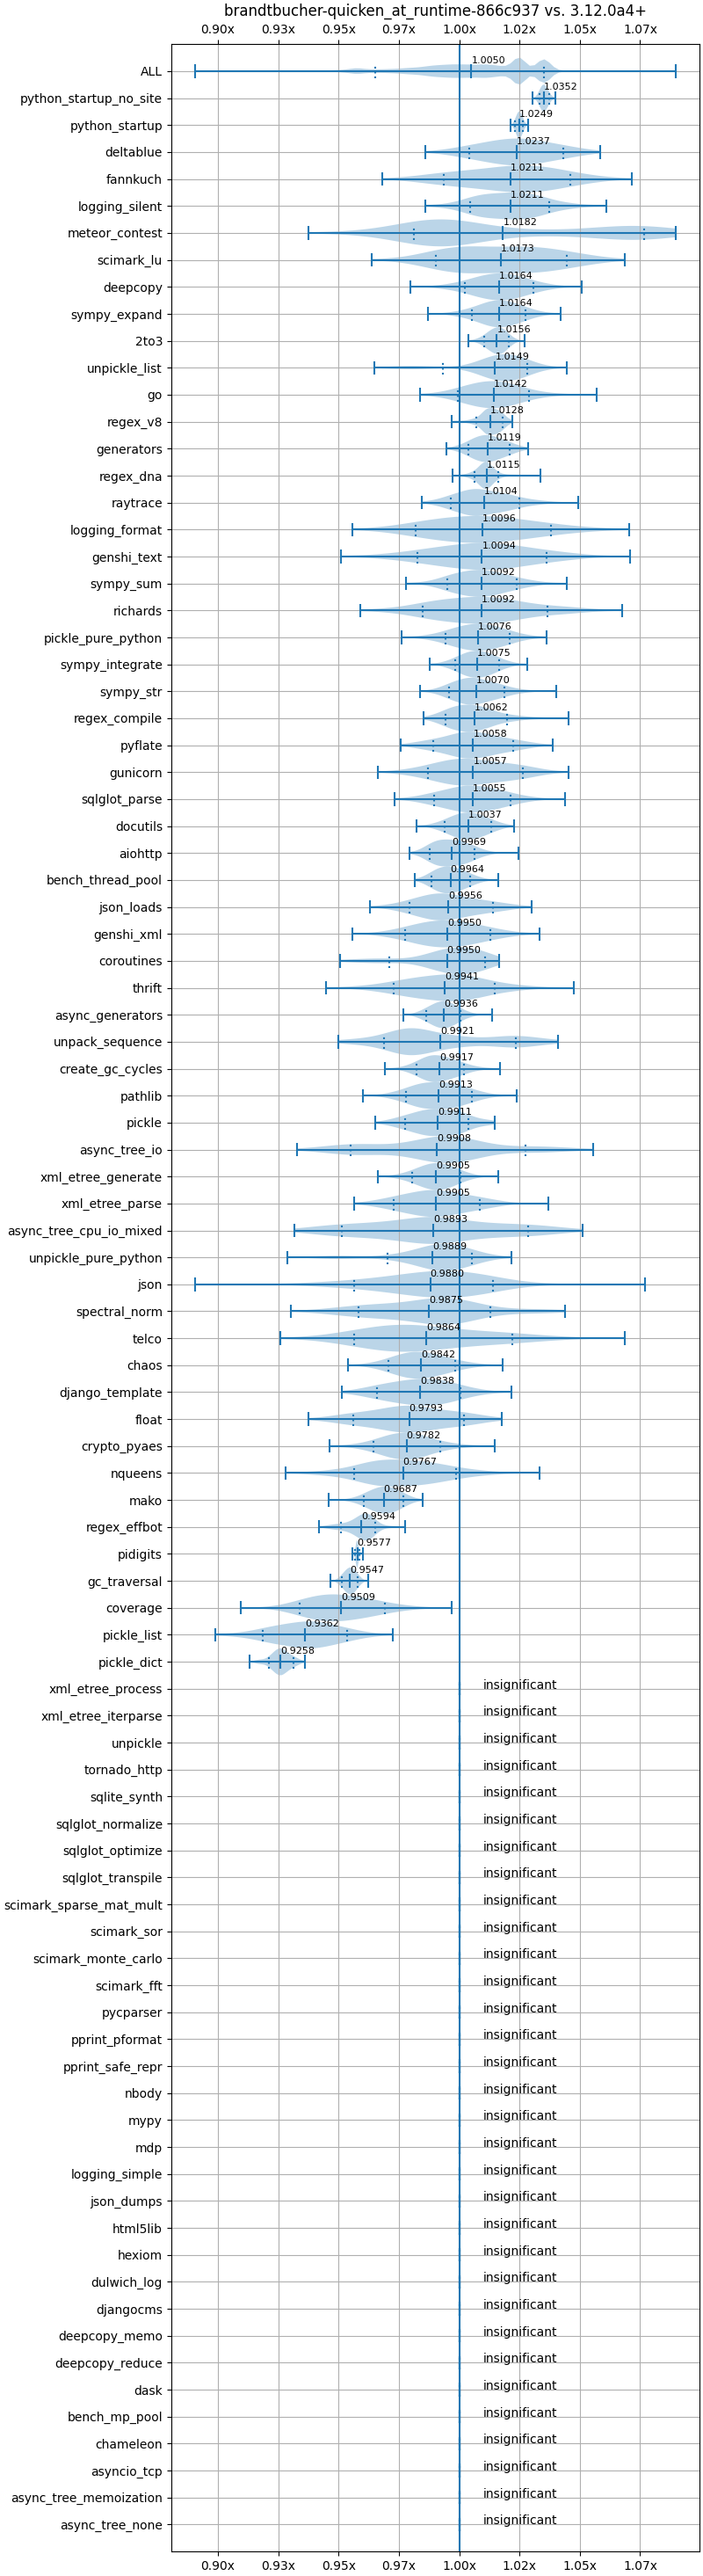 brandtbucher-quicken_at_runtime-866c937 vs. 3.12.0a4+
0.90x 0.93x 0.95x 0.97x 1.00x 1.02x 1.05x 1.07x
ALL 1.0050
python_startup_no_site 1.0352
python_startup 1.0249
deltablue 1.0237
fannkuch 1.0211
logging_silent 1.0211
meteor_contest 1.0182
scimark_lu 1.0173
deepcopy 1.0164
sympy_expand 1.0164
2to3 1.0156
unpickle_list 1.0149
go 1.0142
regex_v8 1.0128
generators 1.0119
regex_dna 1.0115
raytrace 1.0104
logging_format 1.0096
genshi_text 1.0094
sympy_sum 1.0092
richards 1.0092
pickle_pure_python 1.0076
sympy_integrate 1.0075
sympy_str 1.0070
regex_compile 1.0062
pyflate 1.0058
gunicorn 1.0057
sqlglot_parse 1.0055
docutils 1.0037
aiohttp 0.9969
bench_thread_pool 0.9964
json_loads 0.9956
genshi_xml 0.9950
coroutines 0.9950
thrift 0.9941
async_generators 0.9936
unpack_sequence 0.9921
create_gc_cycles 0.9917
pathlib 0.9913
pickle 0.9911
async_tree_io 0.9908
xml_etree_generate 0.9905
xml_etree_parse 0.9905
async_tree_cpu_io_mixed 0.9893
unpickle_pure_python 0.9889
json 0.9880
spectral_norm 0.9875
telco 0.9864
chaos 0.9842
django_template 0.9838
float 0.9793
crypto_pyaes 0.9782
nqueens 0.9767
mako 0.9687
regex_effbot 0.9594
pidigits 0.9577
gc_traversal 0.9547
coverage 0.9509
pickle_list 0.9362
pickle_dict 0.9258
xml_etree_process insignificant
xml_etree_iterparse insignificant
unpickle insignificant
tornado_http insignificant
sqlite_synth insignificant
sqlglot_normalize insignificant
sqlglot_optimize insignificant
sqlglot_transpile insignificant
scimark_sparse_mat_mult insignificant
scimark_sor insignificant
scimark_monte_carlo insignificant
scimark_fft insignificant
pycparser insignificant
pprint_pformat insignificant
pprint_safe_repr insignificant
nbody insignificant
mypy insignificant
mdp insignificant
logging_simple insignificant
json_dumps insignificant
html5lib insignificant
hexiom insignificant
dulwich_log insignificant
djangocms insignificant
deepcopy_memo insignificant
deepcopy_reduce insignificant
dask insignificant
bench_mp_pool insignificant
chameleon insignificant
asyncio_tcp insignificant
async_tree_memoization insignificant
async_tree_none insignificant
0.90x 0.93x 0.95x 0.97x 1.00x 1.02x 1.05x 1.07x